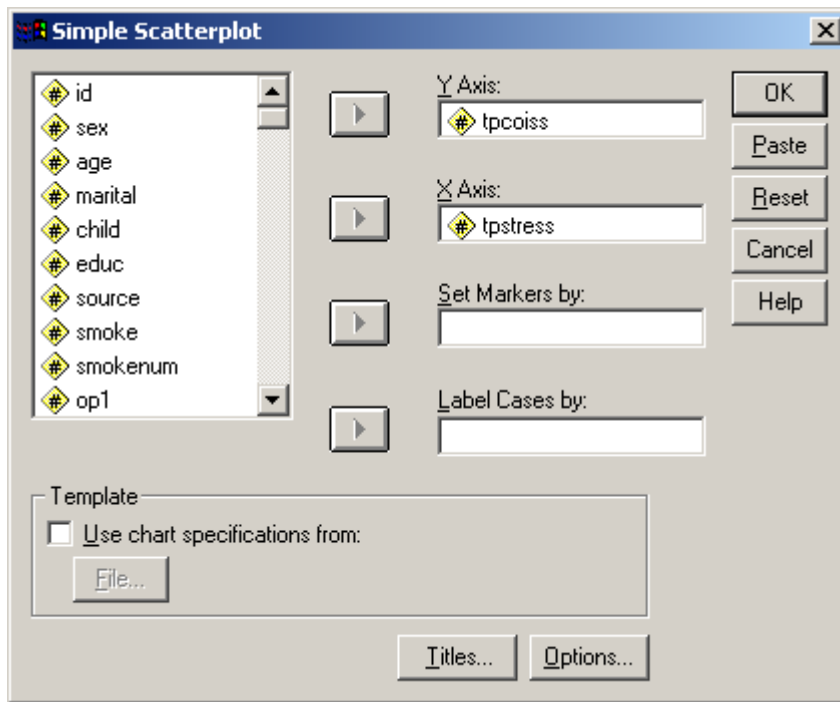 Simple Scatterplot
id
sex
age
marital
child
educ
source
smoke
smokenum
op1
Y Axis:
# tpcoiss
X Axis:
# tpstress
Set Markers by:
Label Cases by:
OK
Paste
Reset
Cancel
Help
Template
Use chart specifications from:
File...
Titles...
Options...